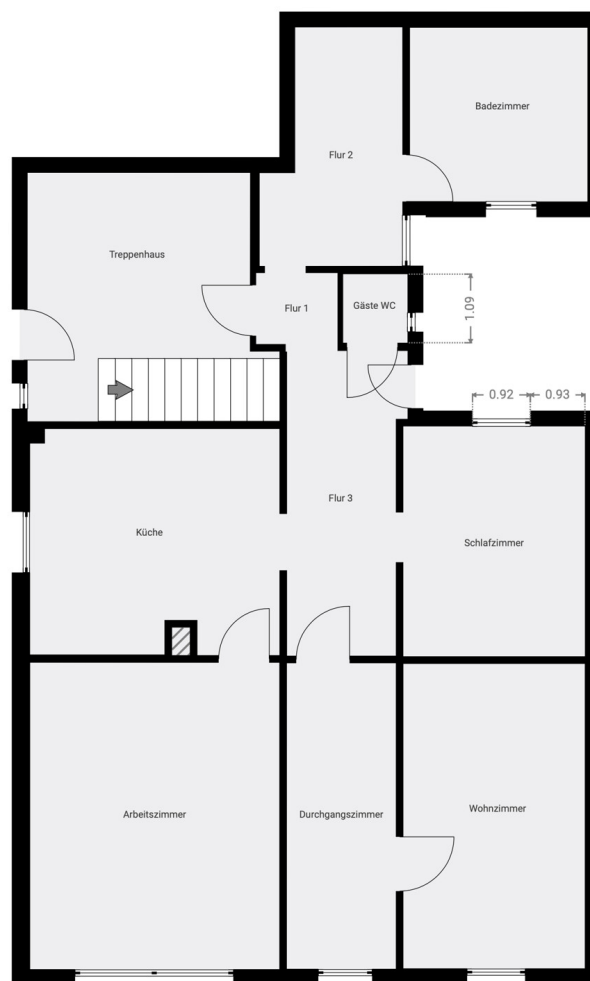 Badezimmer
Flur 2
Treppenhaus
Flur 1
Gäste WC
1.09
0.92
0.93
Flur 3
Küche
Schlafzimmer
Arbeitszimmer
Durchgangszimmer
Wohnzimmer